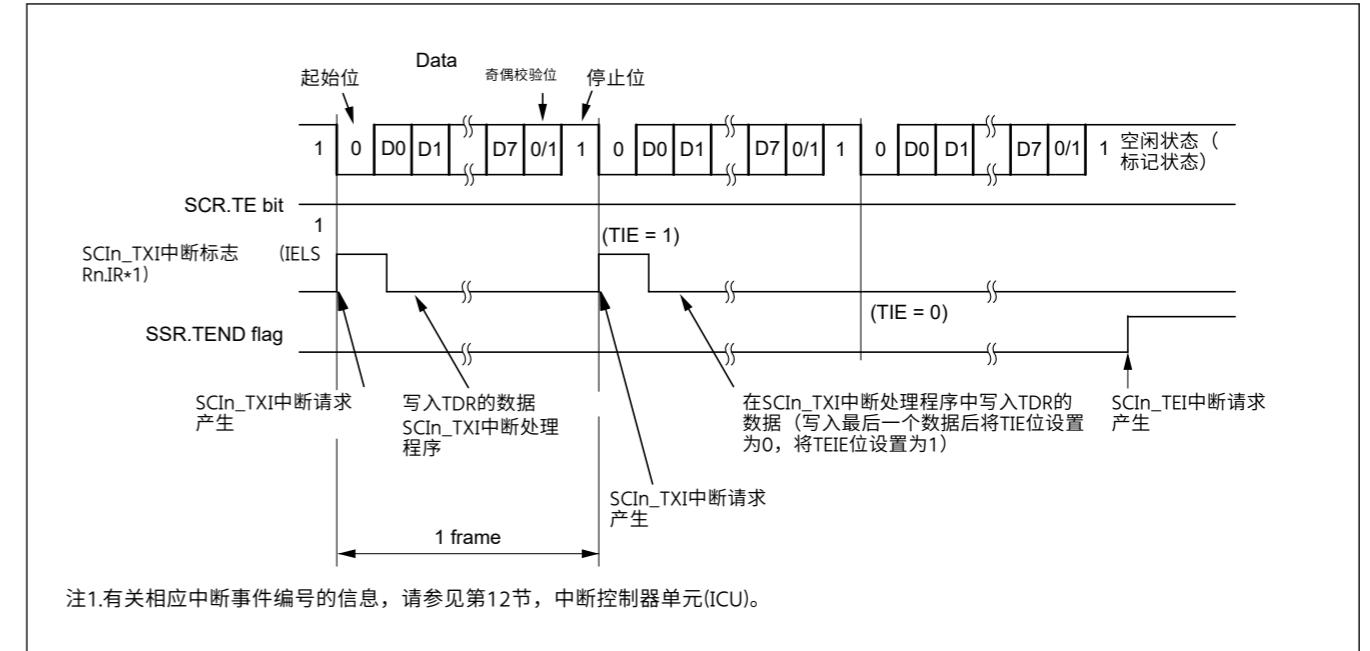 Data
起始位
奇偶校验位
停止位
1 0 D0 D1 D7 0/1 1 0 D0 D1 D7 0/1 1 0 D0 D1 D7 0/1 1
空闲状态（
标记状态）
SCR.TE bit
1
SCIn_TXI中断标志 (IELS
Rn.IR*1)
(TIE = 1)
(TIE = 0)
SSR.TEND flag
SCIn_TXI中断请求
产生
写入TDR的数据
SCIn_TXI中断处理
程序
在SCIn_TXI中断处理程序中写入TDR的
数据（写入最后一个数据后将TIE位设置
为0，将TEIE位设置为1）
SCIn_TEI中断请求
产生
SCIn_TXI中断请求
产生
1 frame
注1.有关相应中断事件编号的信息，请参见第12节，中断控制器单元(ICU)。